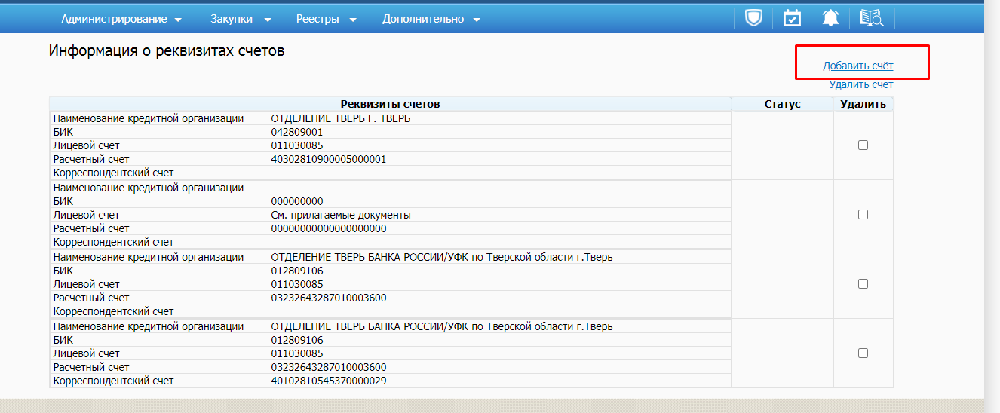 Администрирование Закупки Реестры Дополнительно
Информация о реквизитах счетов
Добавить счёт
Удалить счёт
Реквизиты счетов Статус Удалить
Наименование кредитной организации ОТДЕЛЕНИЕ ТВЕРЬ Г. ТВЕРЬ
БИК 042809001
Лицевой счет 011030085
Расчетный счет 40302810900005000001
Корреспондентский счет
Наименование кредитной организации
БИК 000000000
Лицевой счет См. прилагаемые документы
Расчетный счет 00000000000000000000
Корреспондентский счет
Наименование кредитной организации ОТДЕЛЕНИЕ ТВЕРЬ БАНКА РОССИИ/УФК по Тверской области г.Тверь
БИК 012809106
Лицевой счет 011030085
Расчетный счет 03232643287010003600
Корреспондентский счет
Наименование кредитной организации ОТДЕЛЕНИЕ ТВЕРЬ БАНКА РОССИИ/УФК по Тверской области г.Тверь
БИК 012809106
Лицевой счет 011030085
Расчетный счет 03232643287010003600
Корреспондентский счет 40102810545370000029